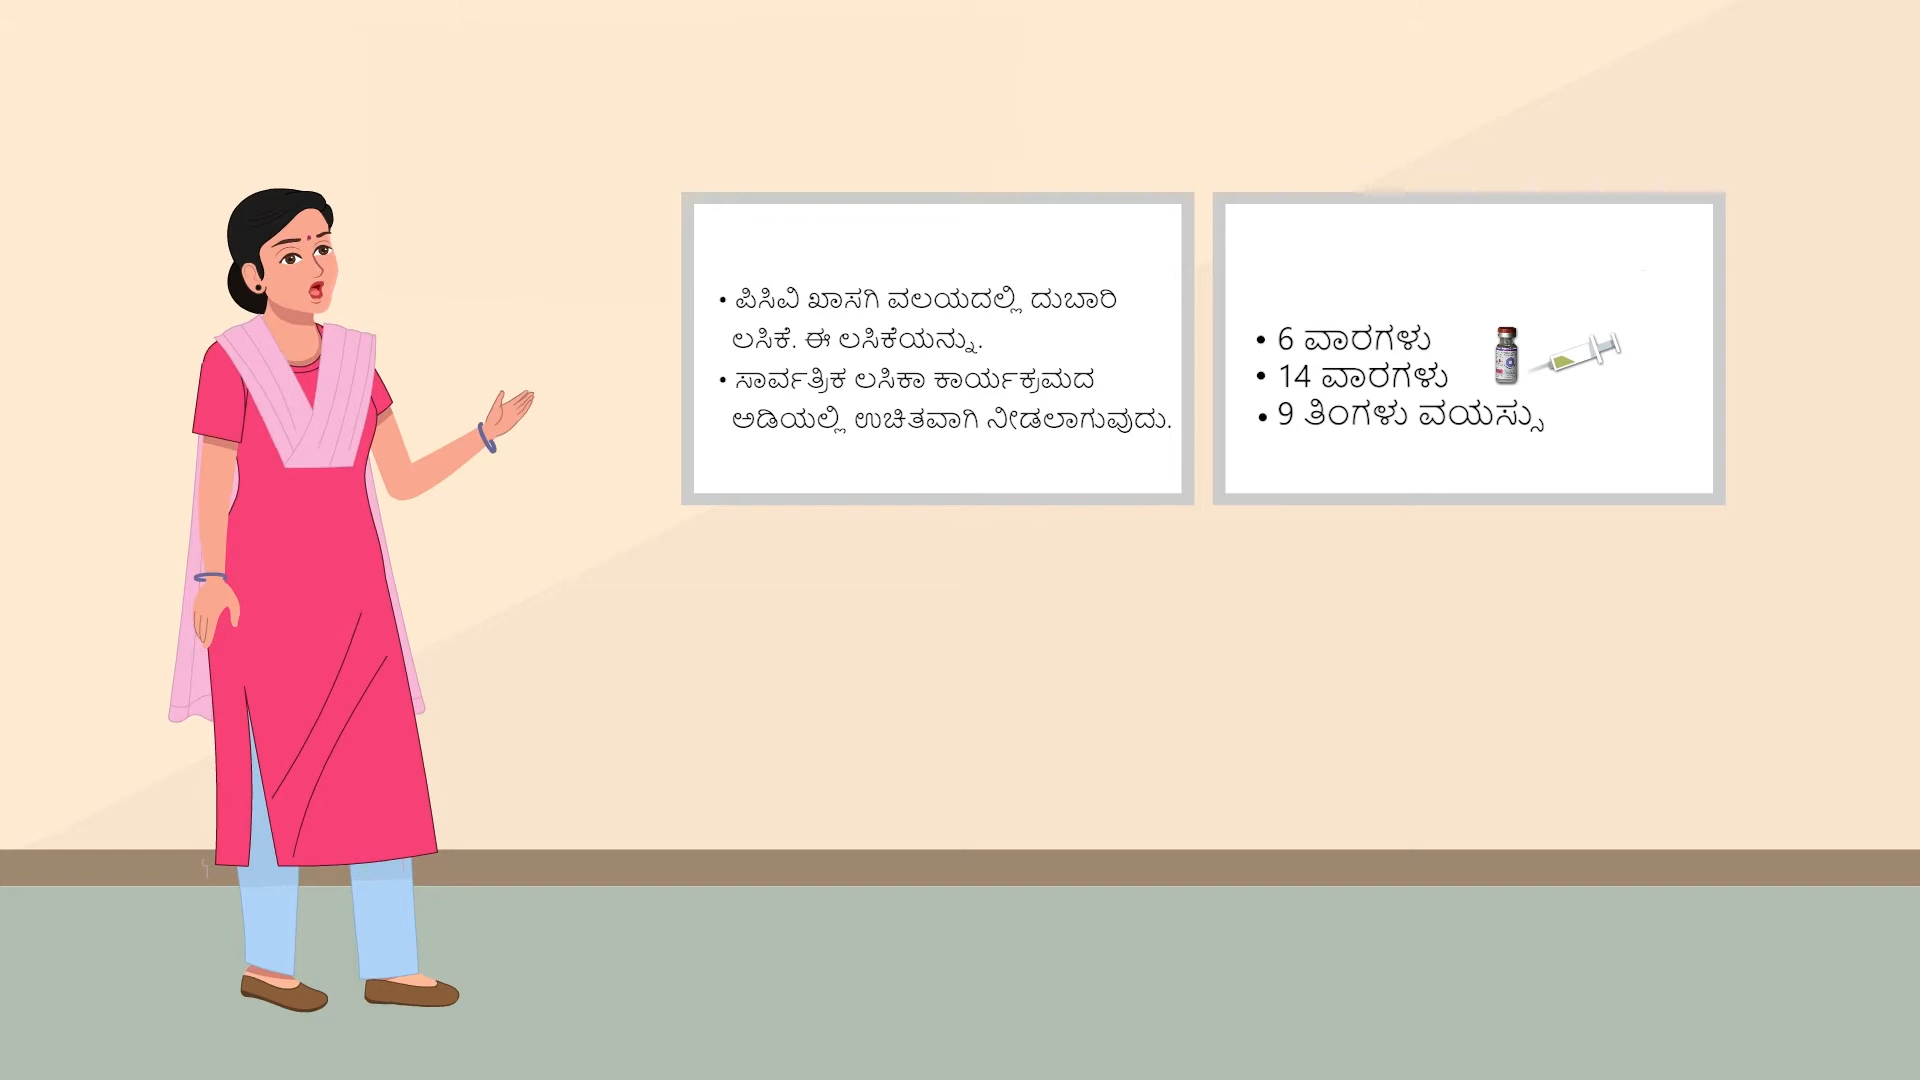 • ಪಿಸಿವಿ ಖಾಸಗಿ ವಲಯದಲ್ಲಿ ದುಬಾರಿ
ಲಸಿಕೆ. ಈ ಲಸಿಕೆಯನ್ನು.
• ಸಾರ್ವತ್ರಿಕ ಲಸಿಕಾ ಕಾರ್ಯಕ್ರಮದ
ಅಡಿಯಲ್ಲಿ ಉಚಿತವಾಗಿ ನೀಡಲಾಗುವುದು.
• 6 ವಾರಗಳು
• 14 ವಾರಗಳು
• 9 ತಿಂಗಳು ವಯಸ್ಸು